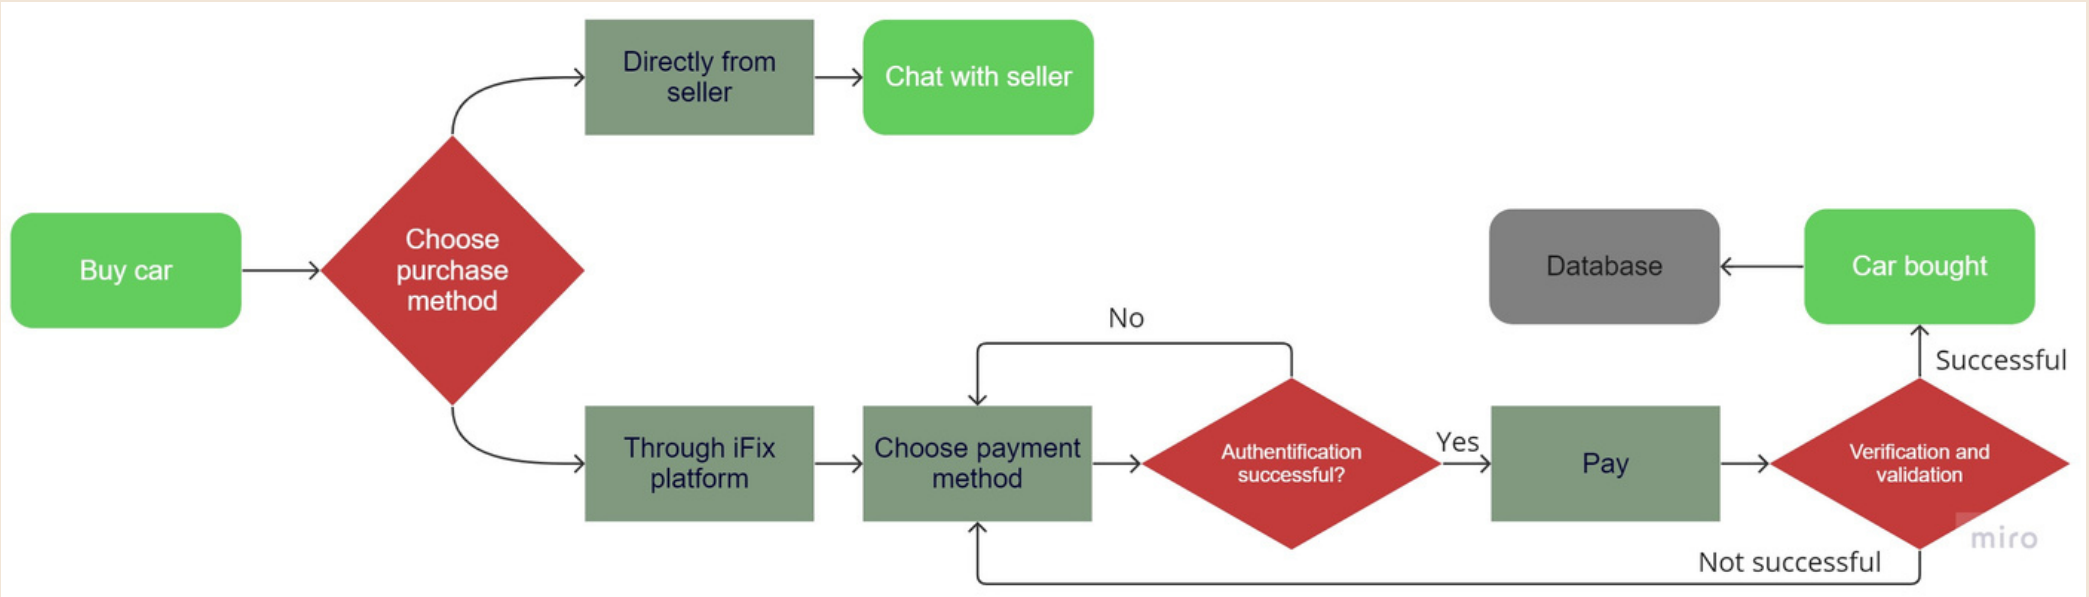 Directly from
seller
Chat with seller
Buy car
Choose
purchase
method
Database
Car bought
No
Successful
Through iFix
platform
Choose payment
method
Authentification
successful?
Yes
Pay
Verification and
validation
miro
Not successful